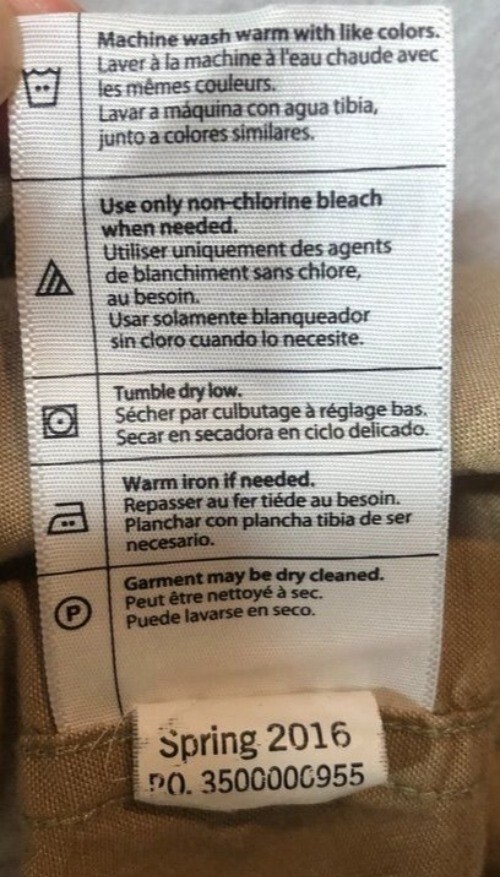 Machine wash warm with like colors.
Laver à la machine à l'eau chaude avec
les mêmes couleurs.
Lavar a máquina con agua tibia,
junto a colores similares.
Use only non-chlorine bleach
when needed.
Utiliser uniquement des agents
de blanchiment sans chlore,
au besoin.
Usar solamente blanqueador
sin cloro cuando lo necesite.
Tumble dry low.
Sécher par culbutage à réglage bas.
Secar en secadora en ciclo delicado.
Warm iron if needed.
Repasser au fer tiéde au besoin.
Planchar con plancha tibia de ser
necesario.
P
Garment may be dry cleaned.
Peut être nettoyé à sec.
Puede lavarse en seco.
Spring 2016
PO. 3500000955